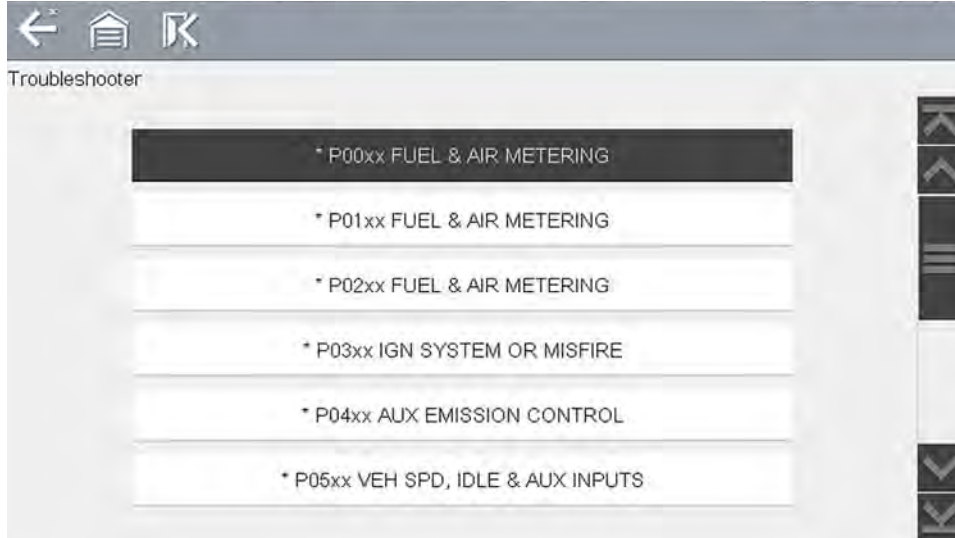 Troubleshooter
* P00xx FUEL & AIR METERING
* P01xx FUEL & AIR METERING
* P02xx FUEL & AIR METERING
* P03xx IGN SYSTEM OR MISFIRE
* P04xx AUX EMISSION CONTROL
* P05xx VEH SPD, IDLE & AUX INPUTS